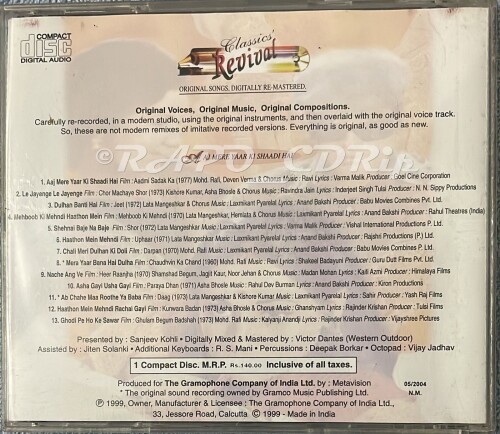 COMPACT
disc
DIGITAL AUDIO
Classics'
Revival
ORIGINAL SONGS, DIGITALLY RE-MASTERED.
Original Voices, Original Music, Original Compositions.
Carefully re-recorded, in a modern studio, using the original instruments, and then overlaid with the original voice track.
So, these are not modern remixes of imitative recorded versions. Everything is original, as good as new.
AAJ MERE YAAR KI SHAADI HAI
1. Aaj Mere Yaar Ki Shaadi Hai Film : Aadmi Sadak Ka (1977) Mohd. Rafi, Deven Verma & Chorus Music : Ravi Lyrics : Varma Malik Producer : Goel Cine Corporation
2. Le Jayenge Le Jayenge Film : Chor Machaye Shor (1973) Kishore Kumar, Asha Bhosle & Chorus Music : Ravindra Jain Lyrics : Inderjeet Singh Tulsi Producer : N. N. Sippy Productions
3. Dulhan Banti Hai Film : Jeet (1972) Lata Mangeshkar & Chorus Music : Laxmikant Pyarelal Lyrics : Anand Bakshi Producer : Babu Movies Combines Pvt. Ltd.
4. Mehboob Ki Mehndi Haathon Mein Film : Mehboob Ki Mehndi (1970) Lata Mangeshkar, Hemlata & Chorus Music : Laxmikant Pyarelal Lyrics : Anand Bakshi Producer : Rahul Theatres (India)
5. Shehnai Baje Na Baje Film : Shor (1972) Lata Mangeshkar Music : Laxmikant Pyarelal Lyrics : Varma Malik Producer : Vishal International Productions P. Ltd.
6. Haathon Mein Mehndi Film : Uphaar (1971) Lata Mangeshkar Music : Laxmikant Pyarelal Lyrics : Anand Bakshi Producer : Rajshri Productions (P) Ltd.
7. Chali Meri Dulhan Ki Doli Film : Darpan (1970) Mohd. Rafi Music : Laxmikant Pyarelal Lyrics : Anand Bakshi Producer : Babu Movies Combines Pvt. Ltd.
8. * Mera Yaar Bana Hai Dulha Film : Chaudhvin Ka Chand (1960) Mohd. Rafi Music : Ravi Lyrics : Shakeel Badayuni Producer : Guru Dutt Films Pvt. Ltd.
9. Nache Ang Ve Film : Heer Raanjha (1970) Shamshad Begum, Jagjit Kaur, Noor Jehan & Chorus Music : Madan Mohan Lyrics : Kaifi Azmi Producer : Himalaya Films
10. Asha Gayi Usha Gayi Film : Paraya Dhan (1971) Asha Bhosle Music : Rahul Dev Burman Lyrics : Anand Bakshi Producer : Kiron Productions
11. * Ab Chahe Maa Roothe Ya Baba Film : Daag (1973) Lata Mangeshkar & Kishore Kumar Music : Laxmikant Pyarelal Lyrics : Sahir Producer : Yash Raj Films
12. Haathon Mein Mehndi Rachai Gayi Film : Kunwara Badan (1973) Asha Bhosle & Chorus Music : Ghanshyam Lyrics : Rajinder Krishan Producer : Tulsi Films
13. Ghodi Pe Ho Ke Sawar Film : Ghulam Begum Badshah (1973) Mohd. Rafi Music : Kalyanji Anandji Lyrics : Rajinder Krishan Producer : Vijayshree Pictures
Presented by : Sanjeev Kohli • Digitally Mixed & Mastered by : Victor Dantes (Western Outdoor)
Assisted by : Jiten Solanki • Additional Keyboards : R. S. Mani • Percussions : Deepak Borkar • Octopad : Vijay Jadhav
1 Compact Disc. M.R.P. Rs.140.00 Inclusive of all taxes.
Produced for The Gramophone Company of India Ltd. by : Metavision
* The original sound recording owned by Gramco Music Publishing Ltd.
℗ 1999, Owner, Manufacturer & Licensee : The Gramophone Company of India Ltd.
33, Jessore Road, Calcutta © 1999 - Made in India
05/2004
N.M.